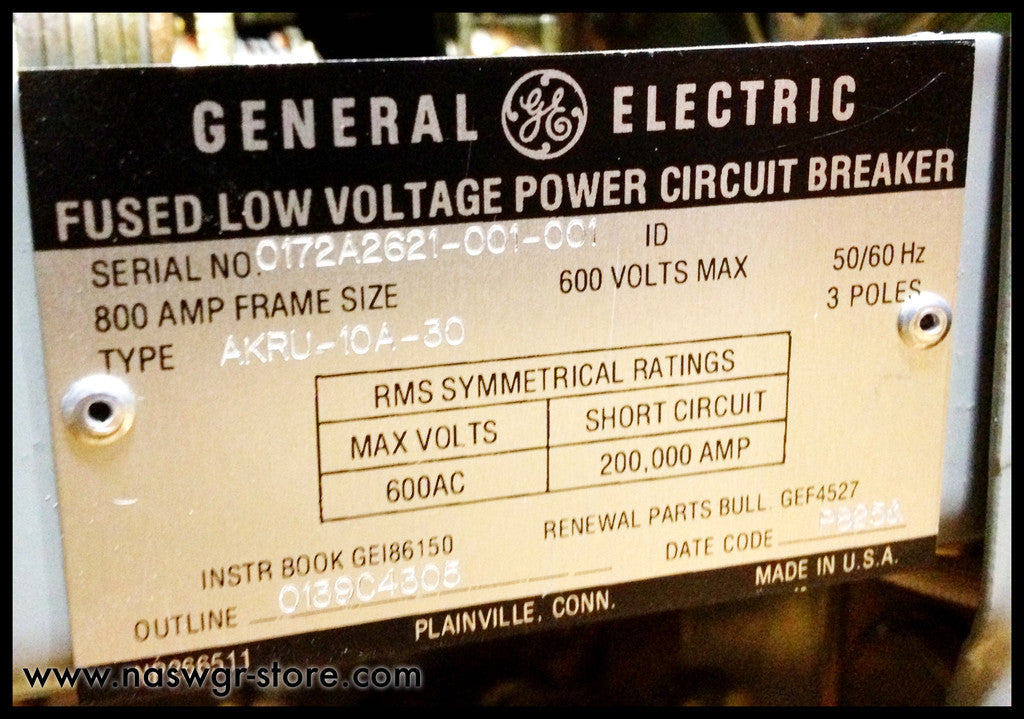 GENERAL GE ELECTRIC
FUSED LOW VOLTAGE POWER CIRCUIT BREAKER
SERIAL NO. 0172A2621-001-001 ID
800 AMP FRAME SIZE 600 VOLTS MAX 50/60 Hz
TYPE AKRU-10A-30 3 POLES
RMS SYMMETRICAL RATINGS
MAX VOLTS SHORT CIRCUIT
600AC 200,000 AMP
INSTR BOOK GEI86150 RENEWAL PARTS BULL. GEF4527
OUTLINE 0139C4305 DATE CODE
PLAINVILLE, CONN. MADE IN U.S.A.
www.naswgr-store.com